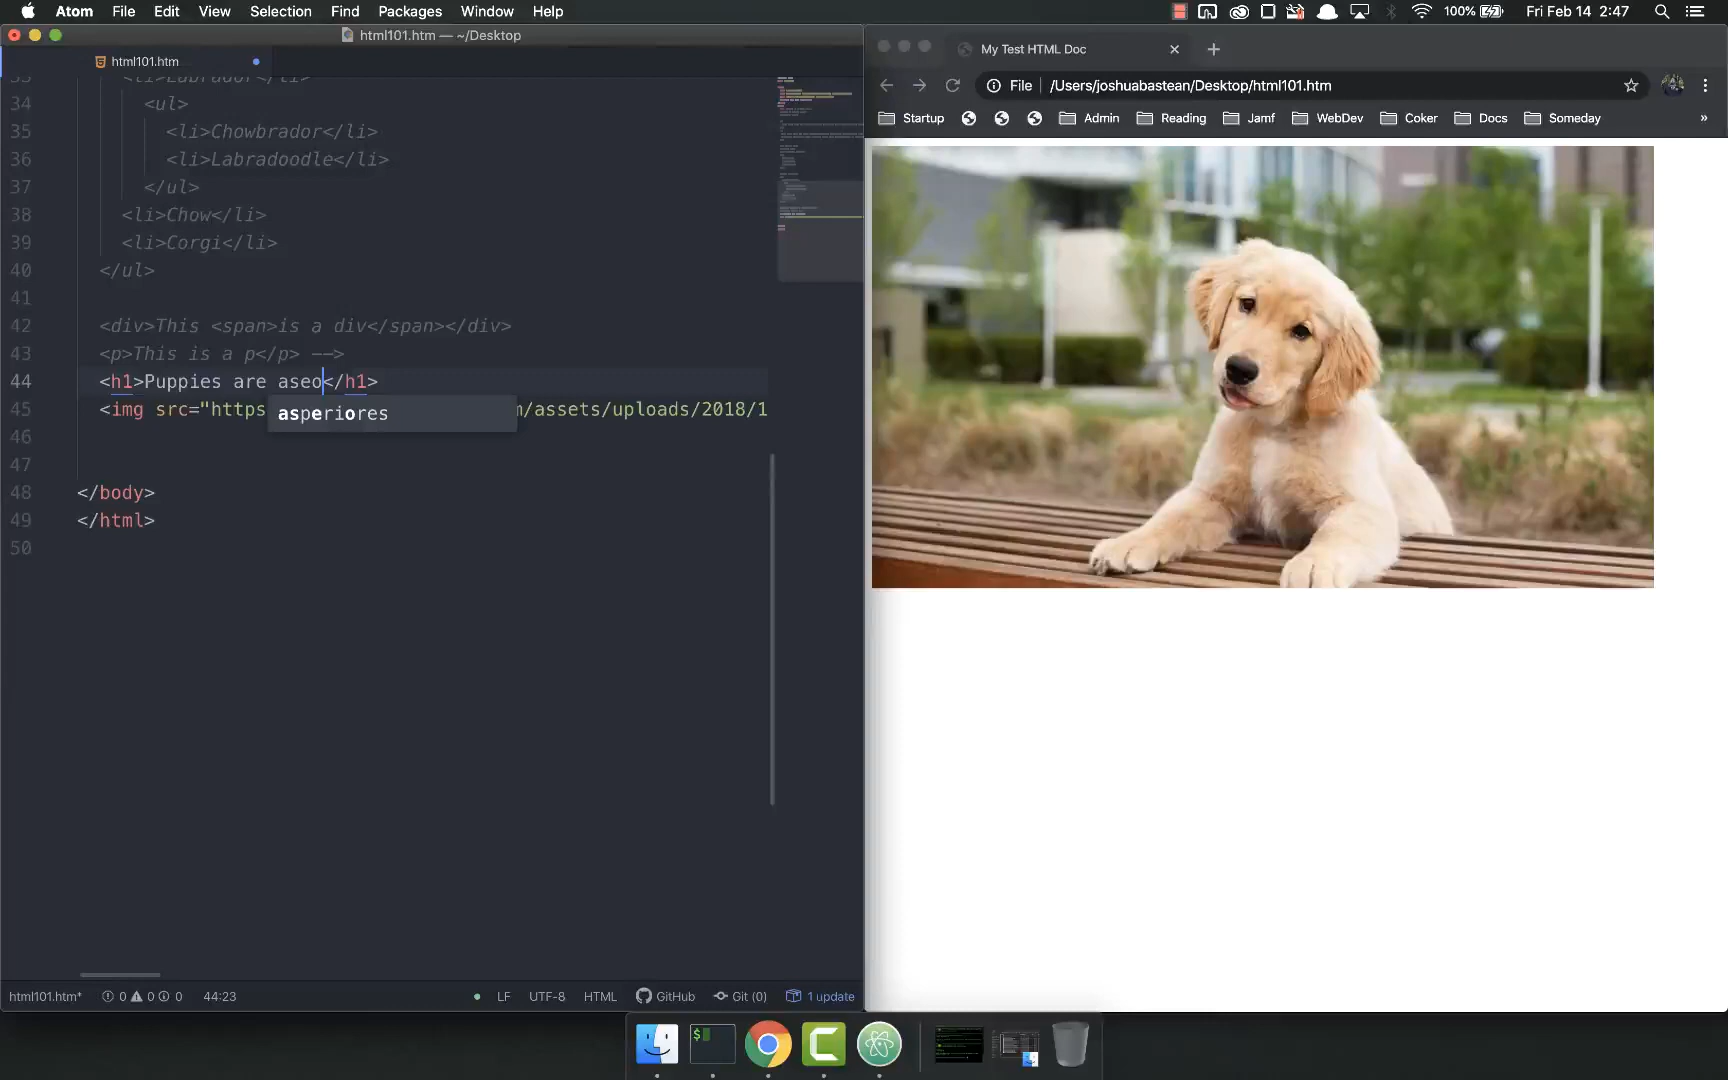 Atom File Edit View Selection Find Packages Window Help 100% Fri Feb 14 2:47
html101.htm — ~/Desktop
html101.htm
34 <ul>
35 <li>Chowbrador</li>
36 <li>Labradoodle</li>
37 </ul>
38 <li>Chow</li>
39 <li>Corgi</li>
40 </ul>
41
42 <div>This <span>is a div</span></div>
43 <p>This is a p</p> -->
44 <h1>Puppies are aseo</h1>
asperiores
45 <img src="https m/assets/uploads/2018/1
46
47
48 </body>
49 </html>
50
html101.htm* 0 0 0 44:23 LF UTF-8 HTML GitHub Git (0) 1 update
My Test HTML Doc
File /Users/joshuabastean/Desktop/html101.htm
Startup Admin Reading Jamf WebDev Coker Docs Someday »